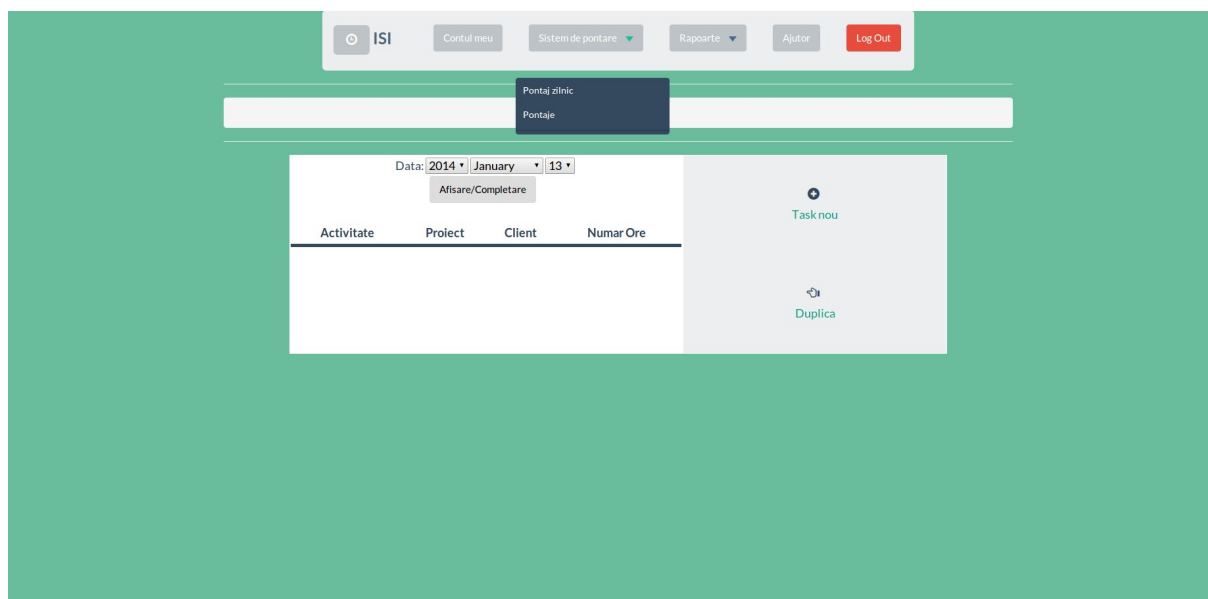 ISI Contul meu Sistem de pontare Rapoarte Ajutor Log Out
Pontaj zilnic
Pontaje
Data: 2014 January 13
Afisare/Completare
Activitate Proiect Client Numar Ore
Task nou
Duplica